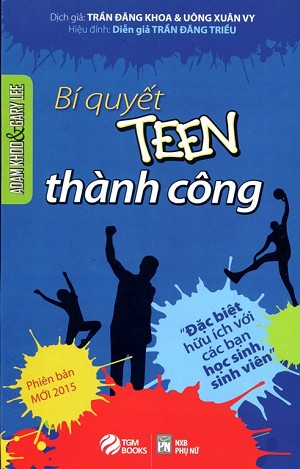 Dịch giả: TRẦN ĐĂNG KHOA & UÔNG XUÂN VY
Hiệu đính: Diễn giả TRẦN ĐĂNG TRIỀU
ADAM KHOO & GARY LEE
Bí quyết
TEEN
thành công
"Đặc biệt
hữu ích với
các bạn
học sinh,
sinh viên"
Phiên bản
MỚI 2015
TGM
BOOKS
PN
NXB
PHỤ NỮ